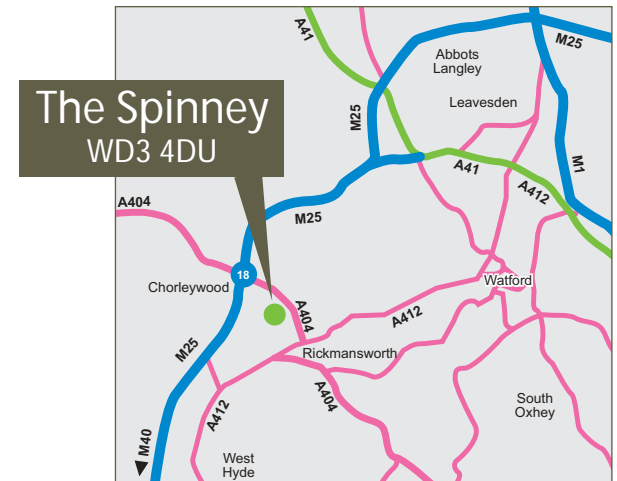 A41
M25
Abbots
Langley
The Spinney
WD3 4DU
M25
Leavesden
M1
A41
A412
A404
M25
18
Chorleywood
Watford
A404
A412
M25
Rickmansworth
A404
A412
South
Oxhey
M40
West
Hyde